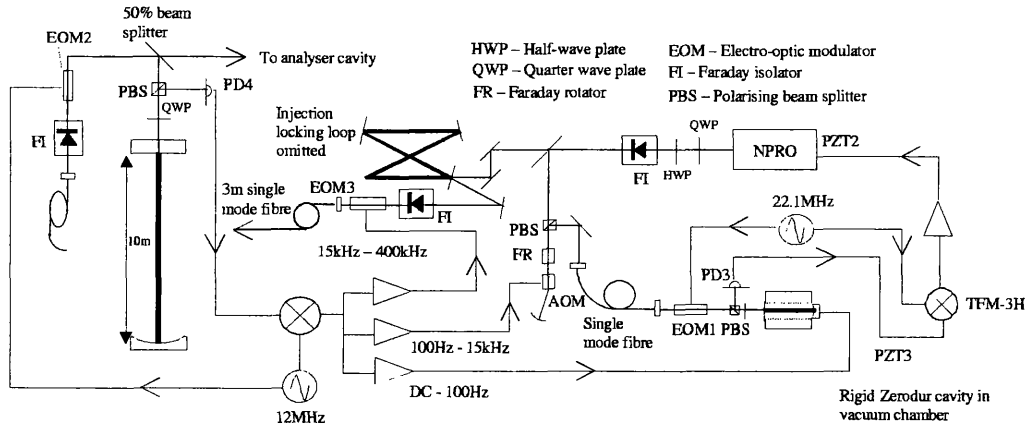 50% beam
splitter
EOM2
To analyser cavity
HWP – Half-wave plate
QWP – Quarter wave plate
FR – Faraday rotator
EOM – Electro-optic modulator
FI – Faraday isolator
PBS – Polarising beam splitter
PBS
PD4
QWP
FI
Injection
locking loop
omitted
QWP
NPRO
PZT2
HWP
FI
3m single
mode fibre
EOM3
FI
10m
22.1MHz
PBS
15kHz – 400kHz
FR
PD3
AOM
TFM-3H
Single
mode fibre
EOM1
PBS
100Hz - 15kHz
PZT3
DC - 100Hz
12MHz
Rigid Zerodur cavity in
vacuum chamber